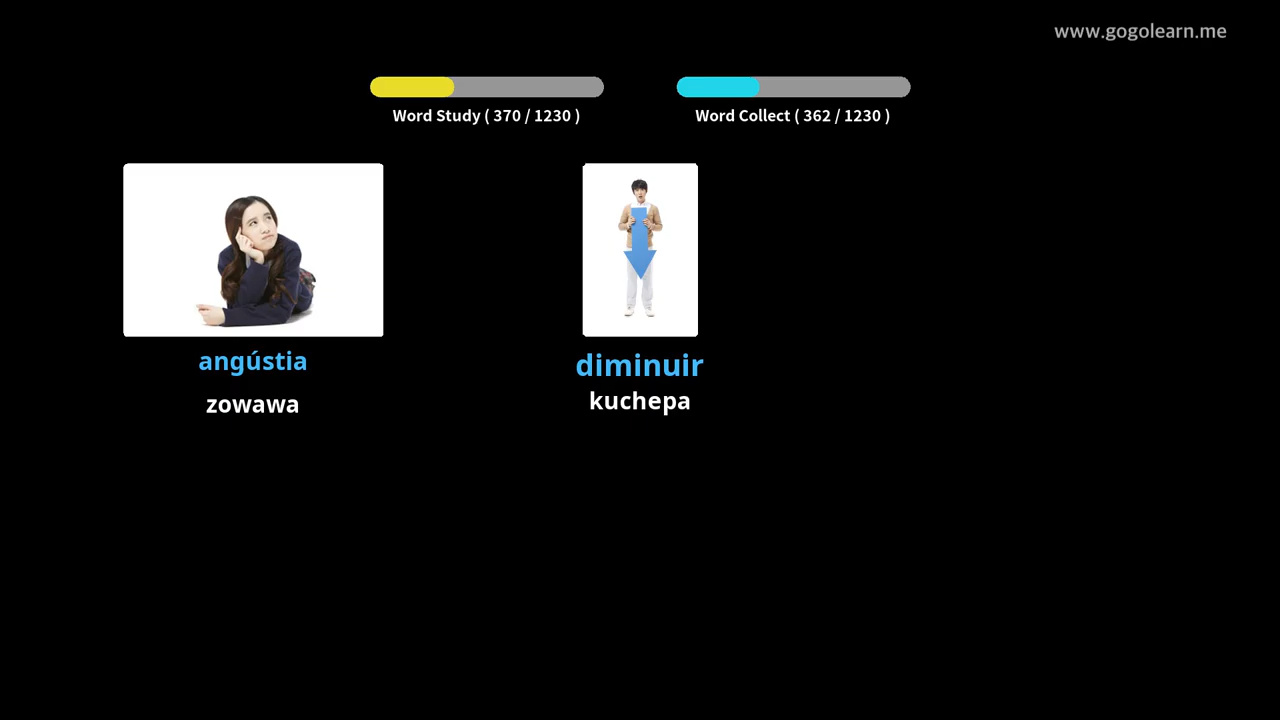 www.gogolearn.me
Word Study ( 370 / 1230 )
Word Collect ( 362 / 1230 )
angústia
zowawa
diminuir
kuchepa